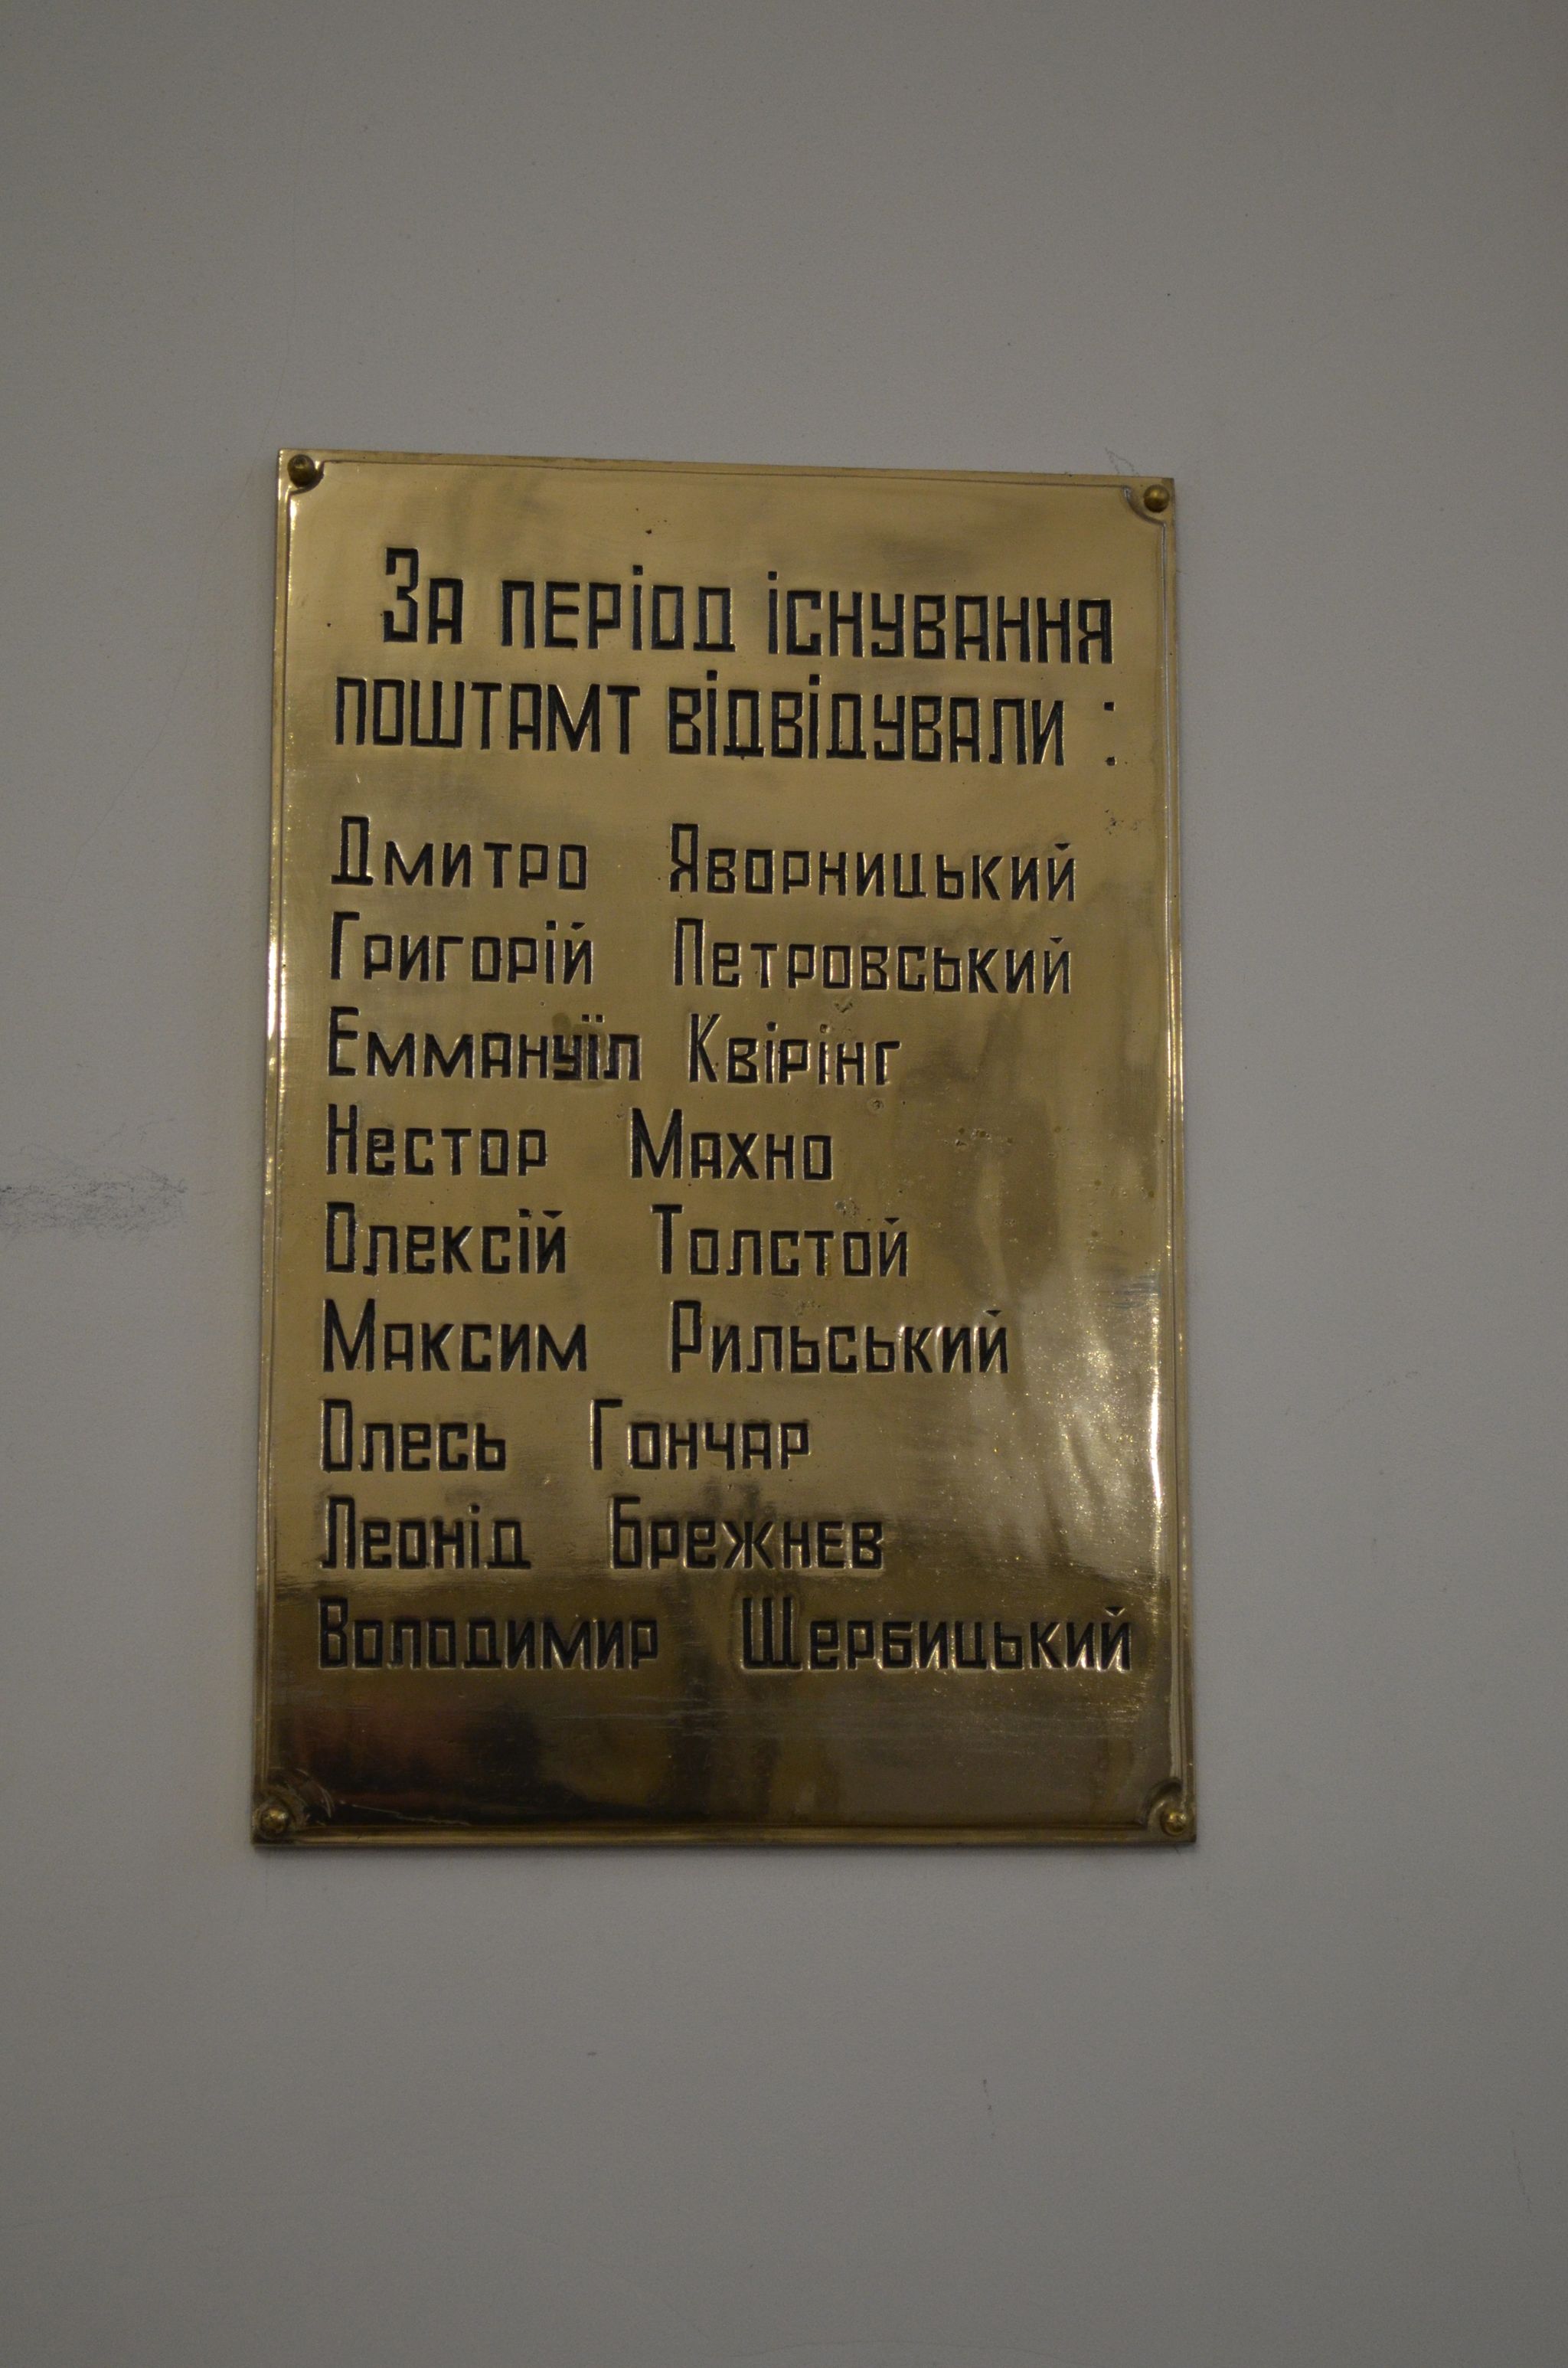 За період існування
поштамт відвідували :
Дмитро Яворницький
Григорій Петровський
Еммануїл Квірінг
Нестор Махно
Олексій Толстой
Максим Рильський
Олесь Гончар
Леонід Брежнев
Володимир Щербицький